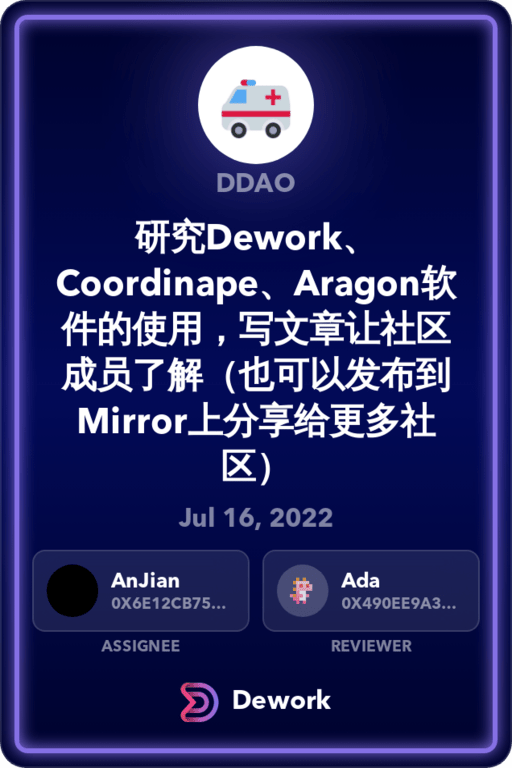 DDAO
研究Dework、
Coordinape、Aragon软
件的使用，写文章让社区
成员了解（也可以发布到
Mirror上分享给更多社
区）
Jul 16, 2022
AnJian
0X6E12CB75...
Ada
0X490EE9A3...
ASSIGNEE
REVIEWER
Dework